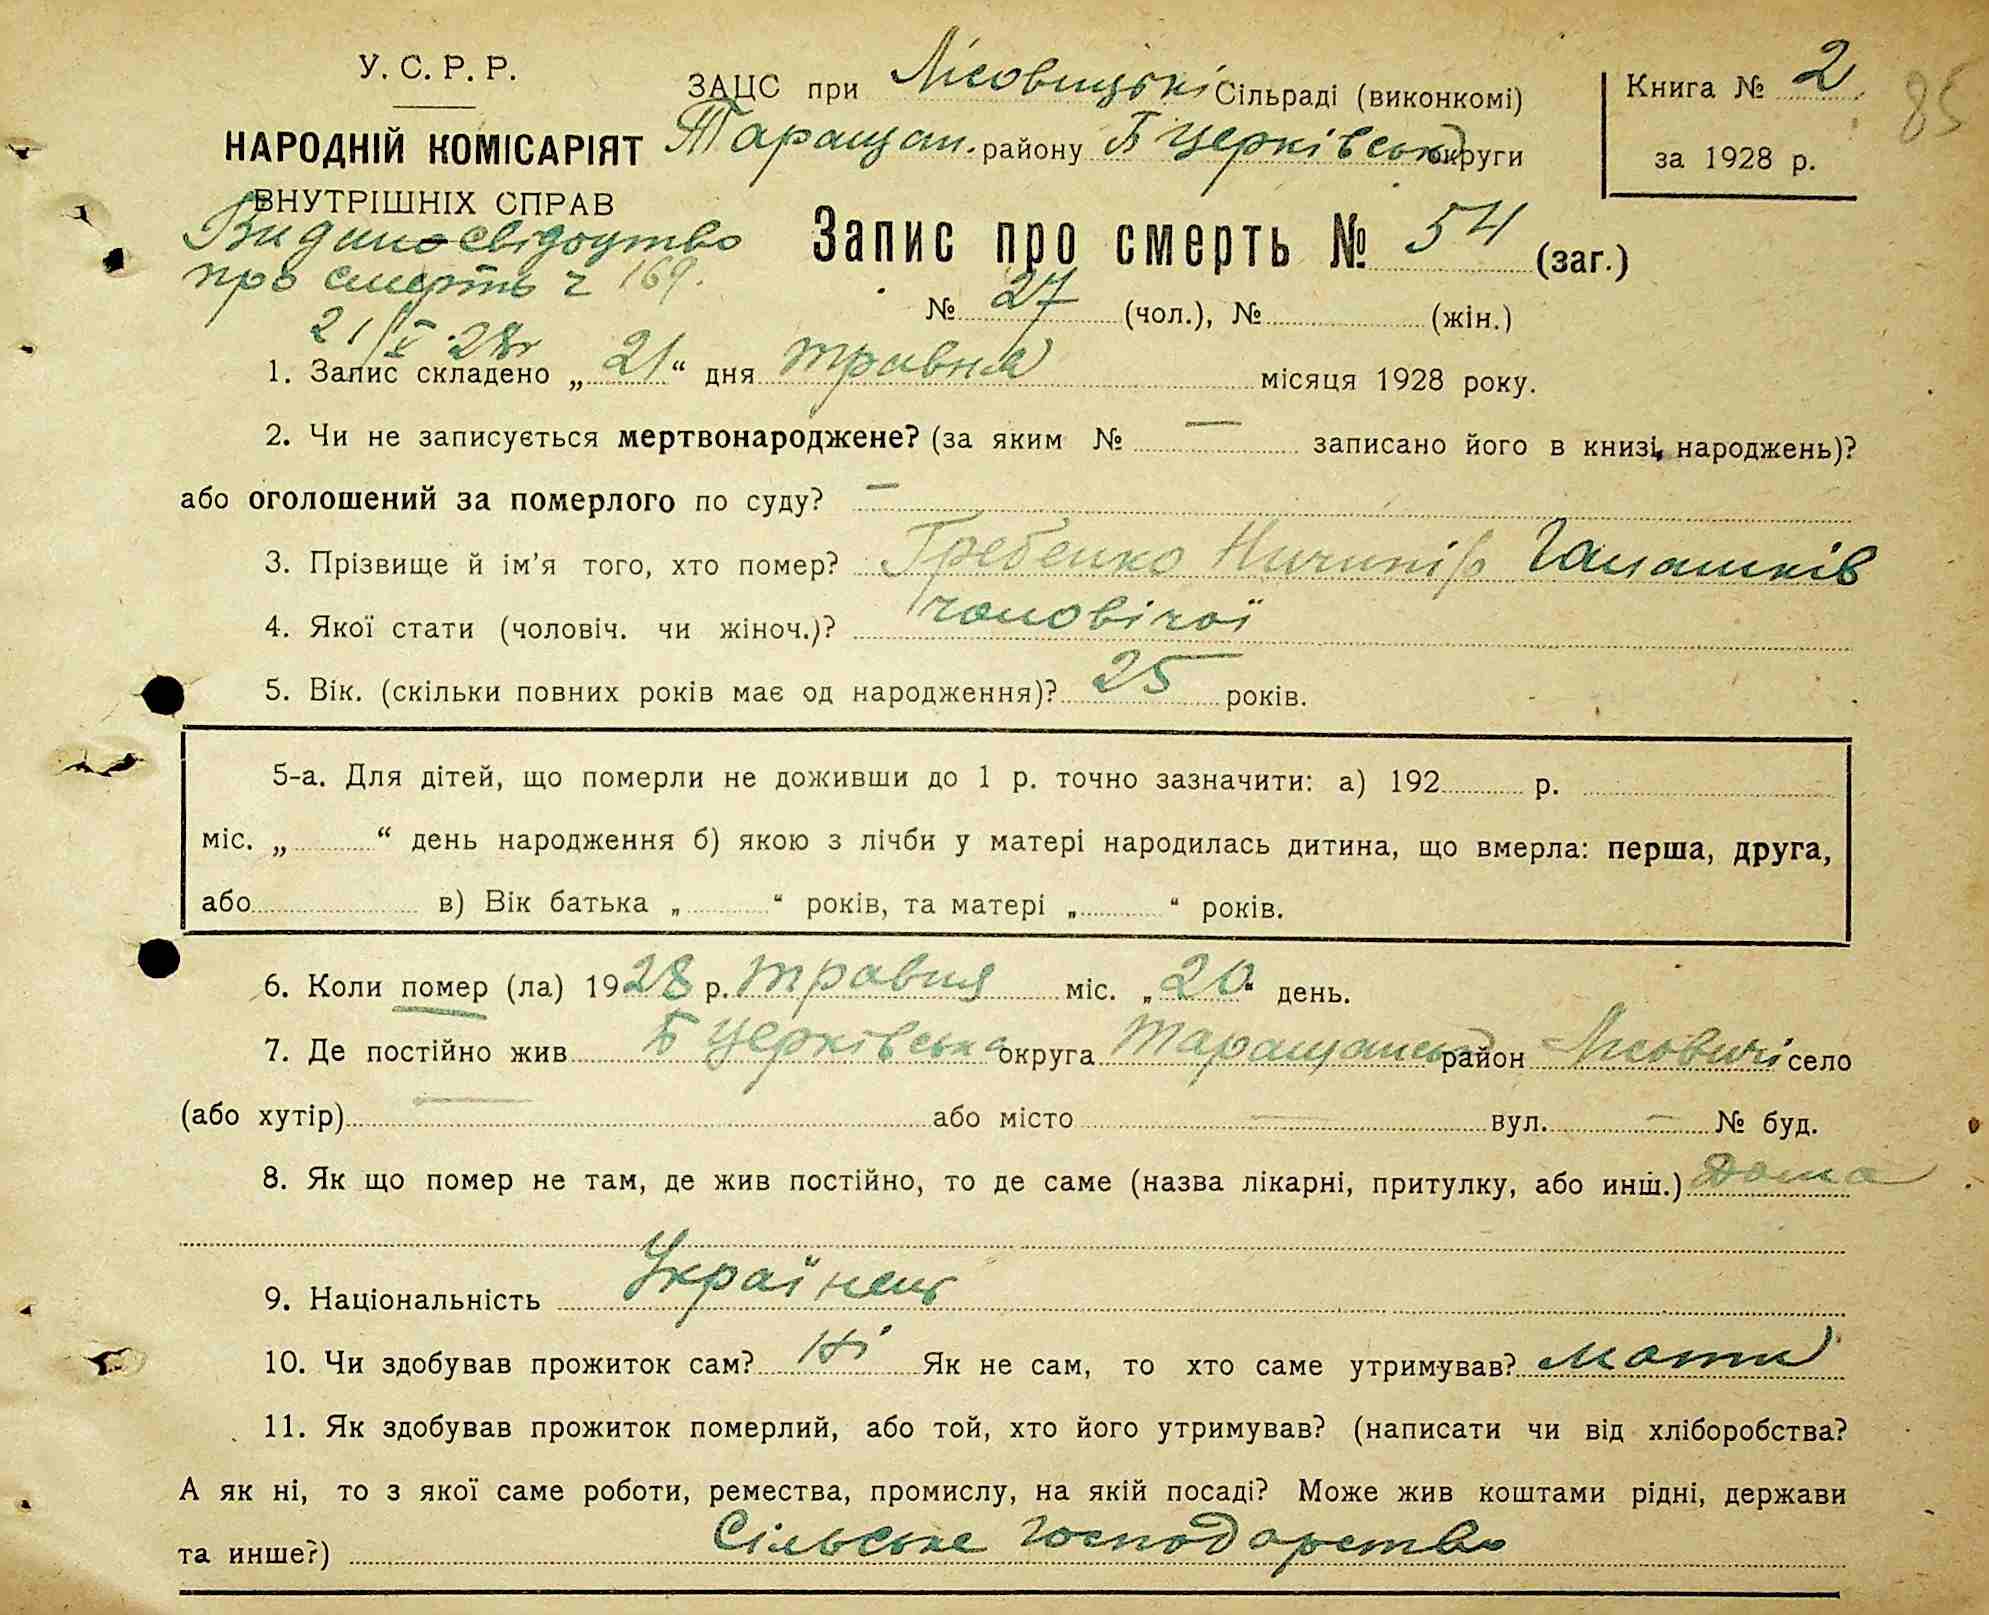 У. С. Р. Р.
НАРОДНІЙ КОМІСАРІЯТ
ВНУТРІШНІХ СПРАВ
Видано свідоцтво
про смерть ч 169.
21/V 28 r
ЗАЦС при Лісовицькі Сільраді (виконкомі)
Таращан. району Б Церківської округи
Книга № 2
за 1928 р.
85
Запис про смерть № 54 (заг.)
№ 27 (чол.), № (жін.)
1. Запис складено „ 21 “ дня травня місяця 1928 року.
2. Чи не записується мертвонароджене? (за яким № — записано його в книзі народжень)?
або оголошений за померлого по суду? —
3. Прізвище й ім'я того, хто помер? Гребенко Ничипір
4. Якої стати (чоловіч. чи жіноч.)? чоловічої
5. Вік. (скільки повних років має од народження)? 25 років.
5-а. Для дітей, що померли не доживши до 1 р. точно зазначити: а) 192 р.
міс. „ “ день народження б) якою з лічби у матері народилась дитина, що вмерла: перша, друга,
або в) Вік батька „ “ років, та матері „ “ років.
6. Коли помер (ла) 1928 р. травня міс. „ 20 “ день.
7. Де постійно жив Б Церківська округа Таращанськ район Лісовичі село
(або хутір) — або місто — вул. — № буд.
8. Як що помер не там, де жив постійно, то де саме (назва лікарні, притулку, або инш.) Дома
9. Національність Українець
10. Чи здобував прожиток сам? Ні Як не сам, то хто саме утримував? Мати
11. Як здобував прожиток померлий, або той, хто його утримував? (написати чи від хліборобства?
А як ні, то з якої саме роботи, ремества, промислу, на якій посаді? Може жив коштами рідні, держави
та инше?) Сільське господарство